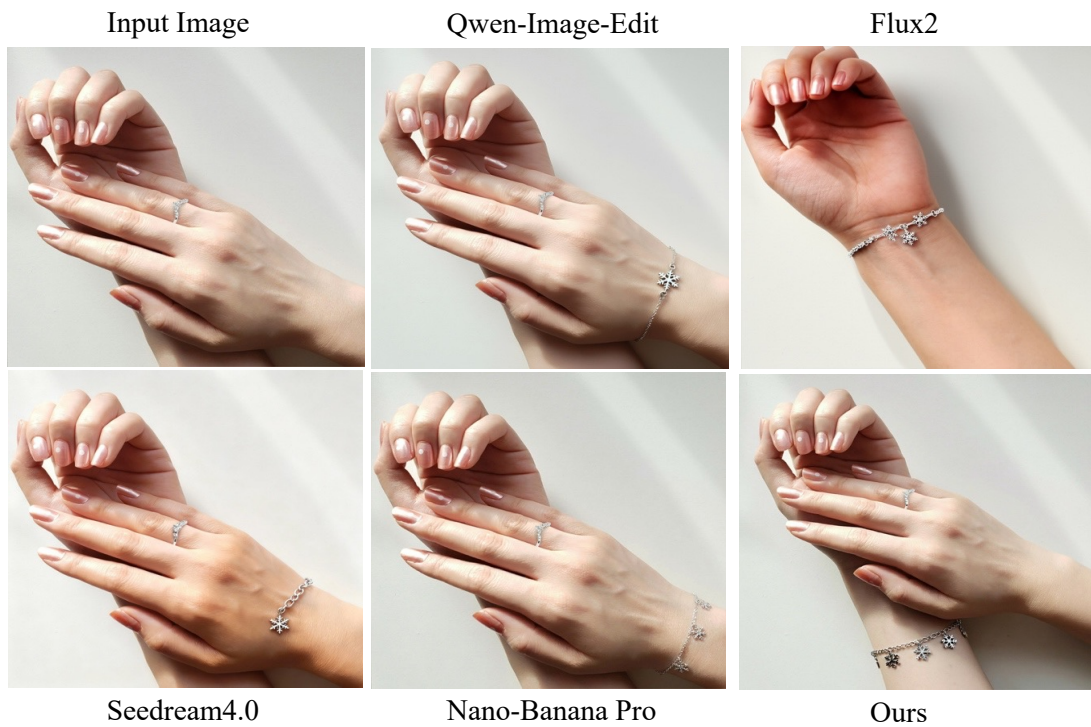 Input Image
Qwen-Image-Edit
Flux2
Seedream4.0
Nano-Banana Pro
Ours